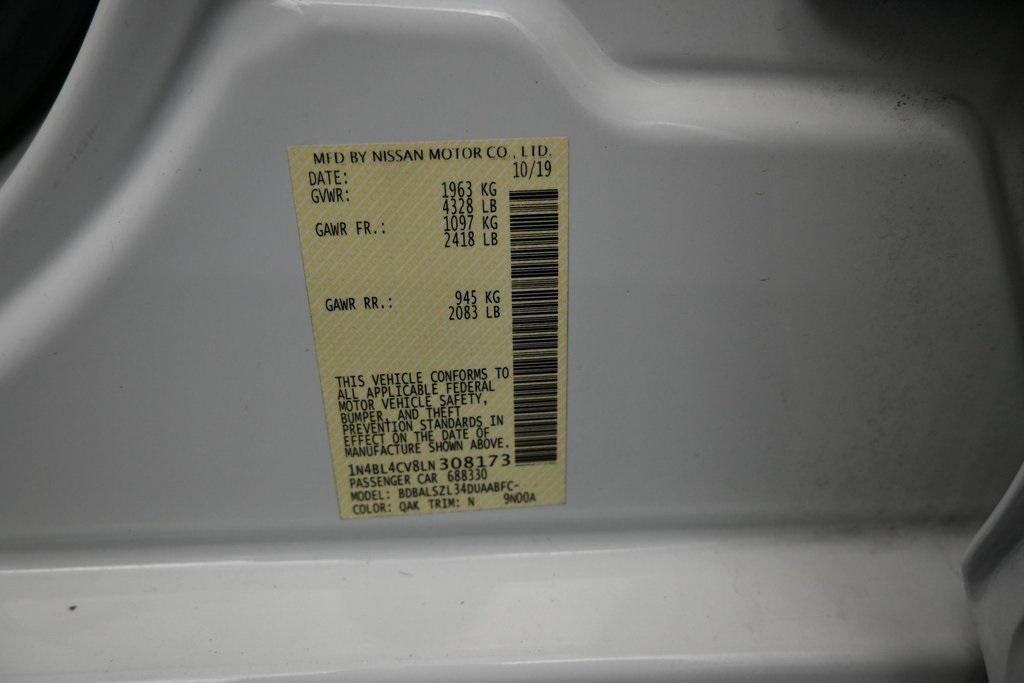 MFD BY NISSAN MOTOR CO., LTD.
DATE: 10/19
GVWR: 1963 KG
4328 LB
GAWR FR.: 1097 KG
2418 LB
GAWR RR.: 945 KG
2083 LB
THIS VEHICLE CONFORMS TO
ALL APPLICABLE FEDERAL
MOTOR VEHICLE SAFETY,
BUMPER, AND THEFT
PREVENTION STANDARDS IN
EFFECT ON THE DATE OF
MANUFACTURE SHOWN ABOVE.
1N4BL4CV8LN308173
PASSENGER CAR 688330
MODEL: BDBALSZL34DUAABFC-
COLOR: QAK TRIM: N 9N00A